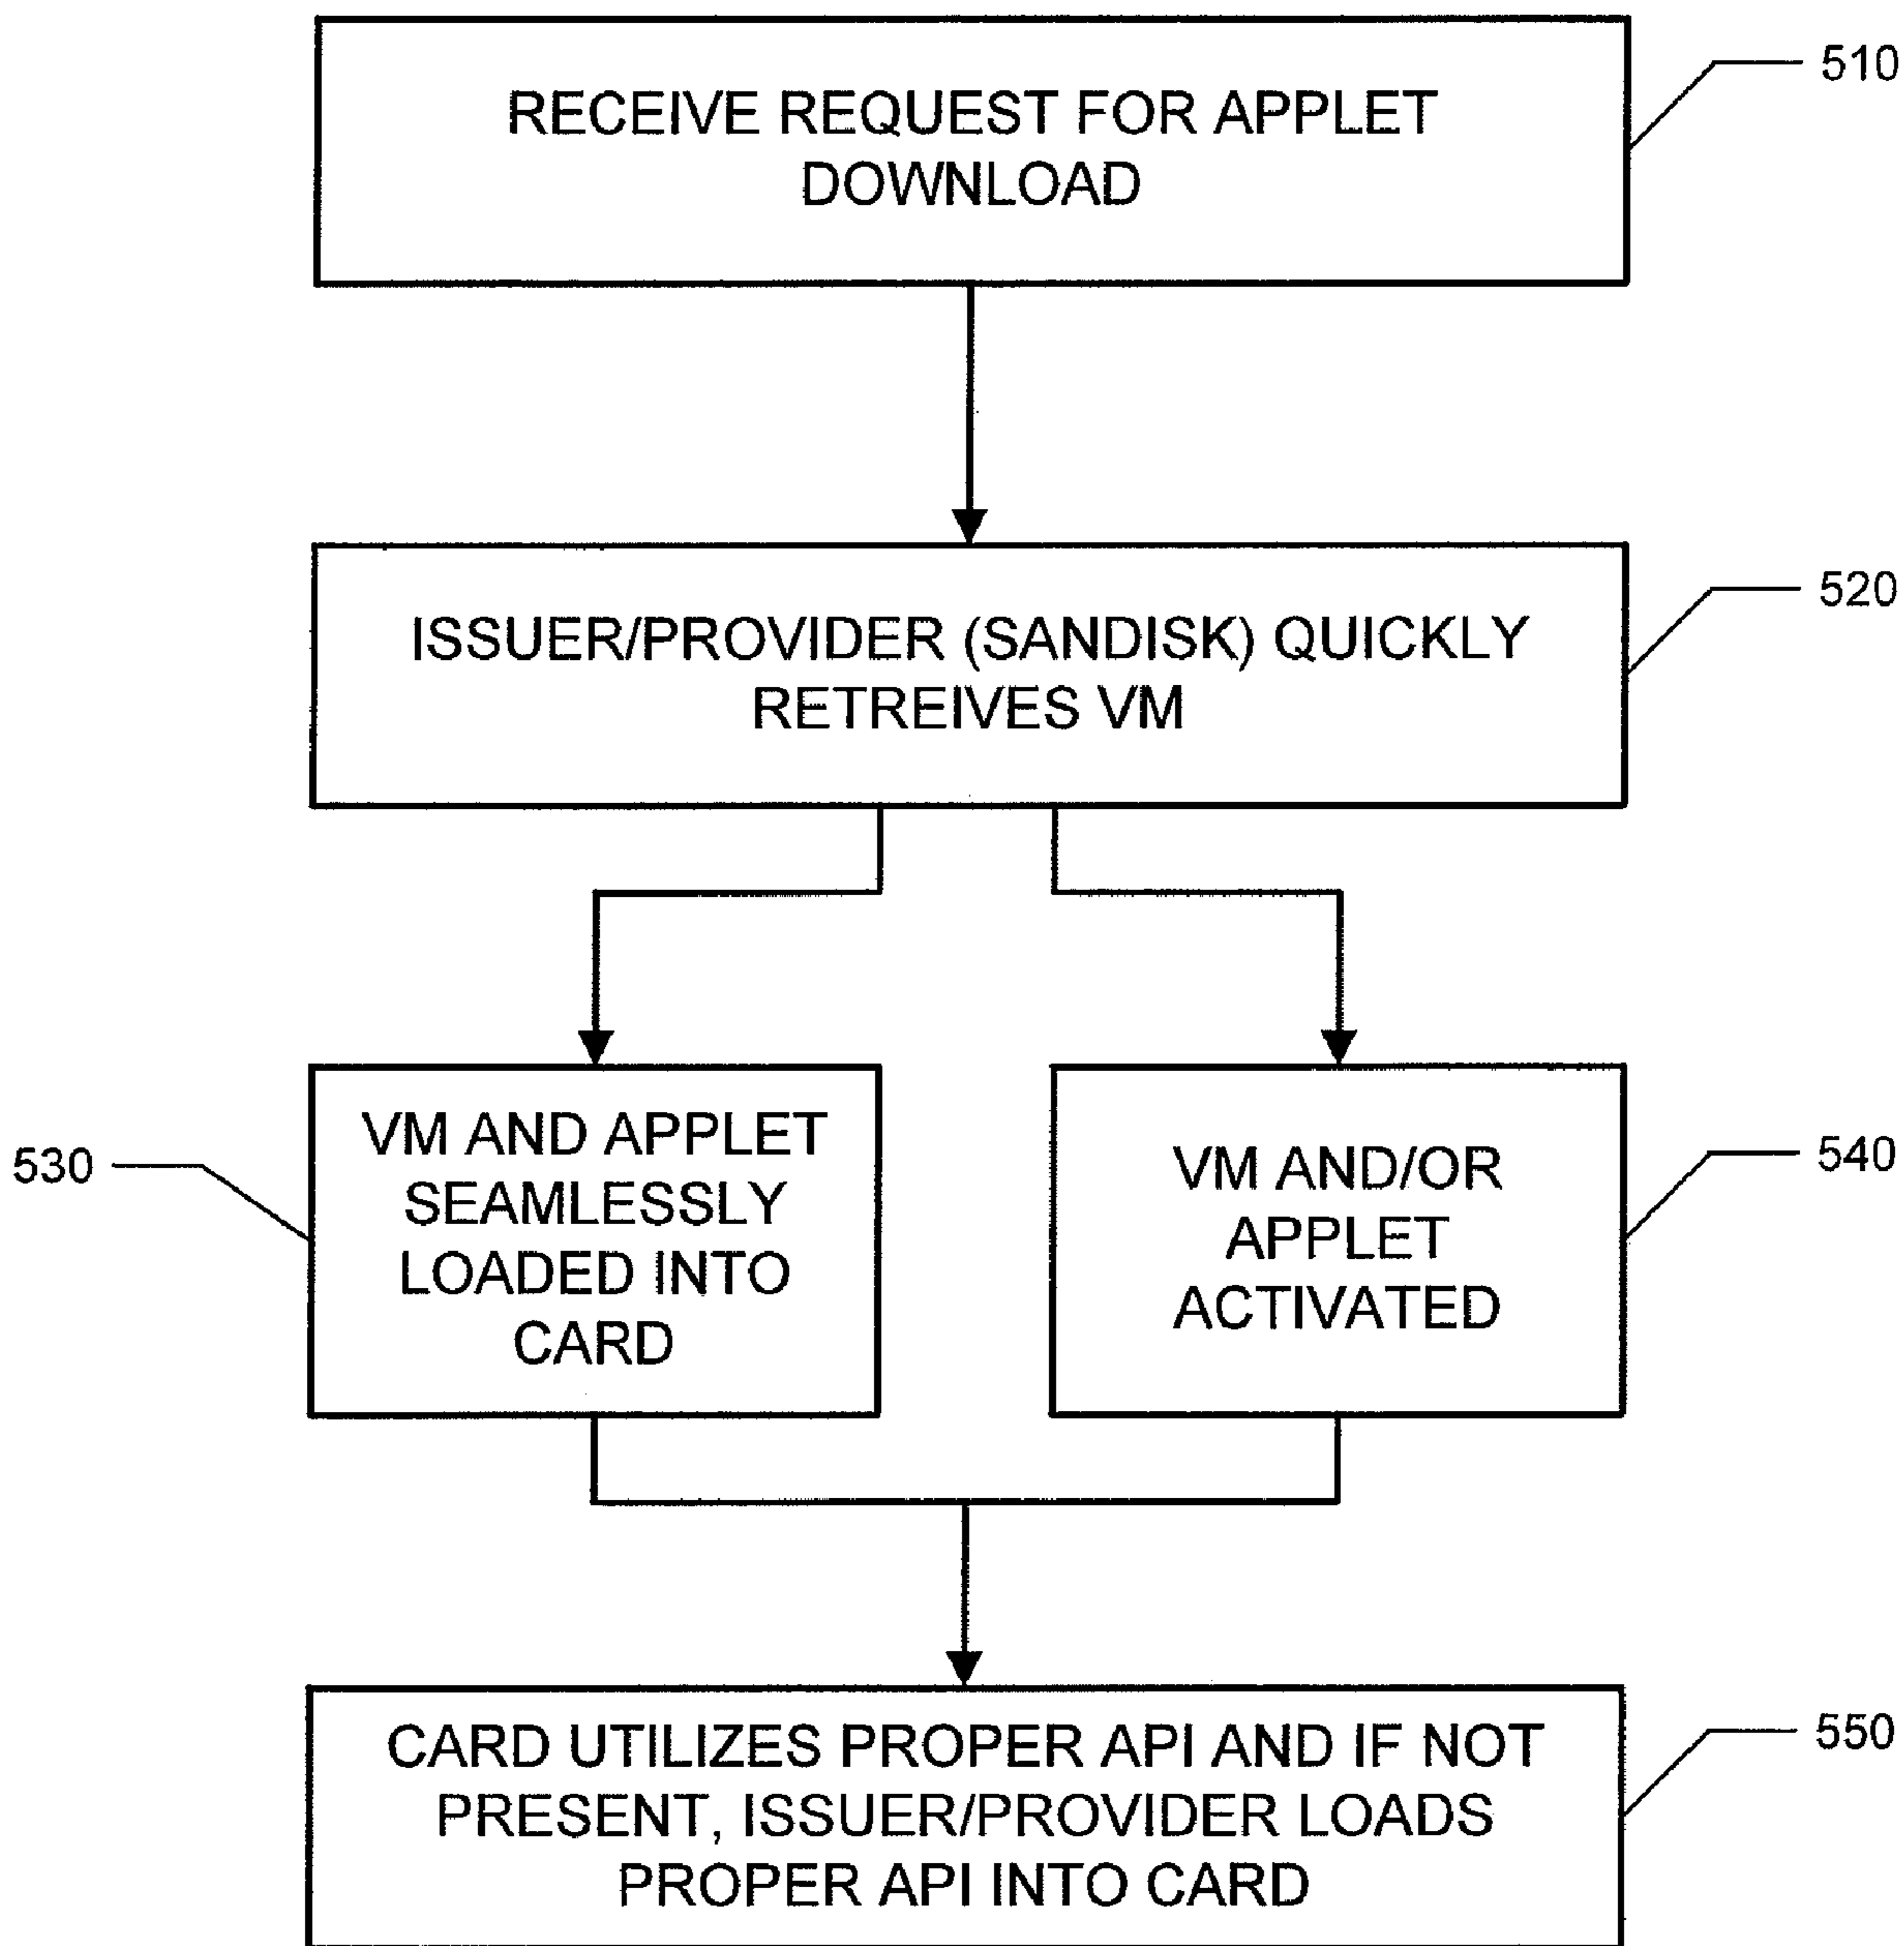 RECEIVE REQUEST FOR APPLET
DOWNLOAD
510
ISSUER/PROVIDER (SANDISK) QUICKLY
RETREIVES VM
520
530
VM AND APPLET
SEAMLESSLY
LOADED INTO
CARD
VM AND/OR
APPLET
ACTIVATED
540
CARD UTILIZES PROPER API AND IF NOT
PRESENT, ISSUER/PROVIDER LOADS
PROPER API INTO CARD
550